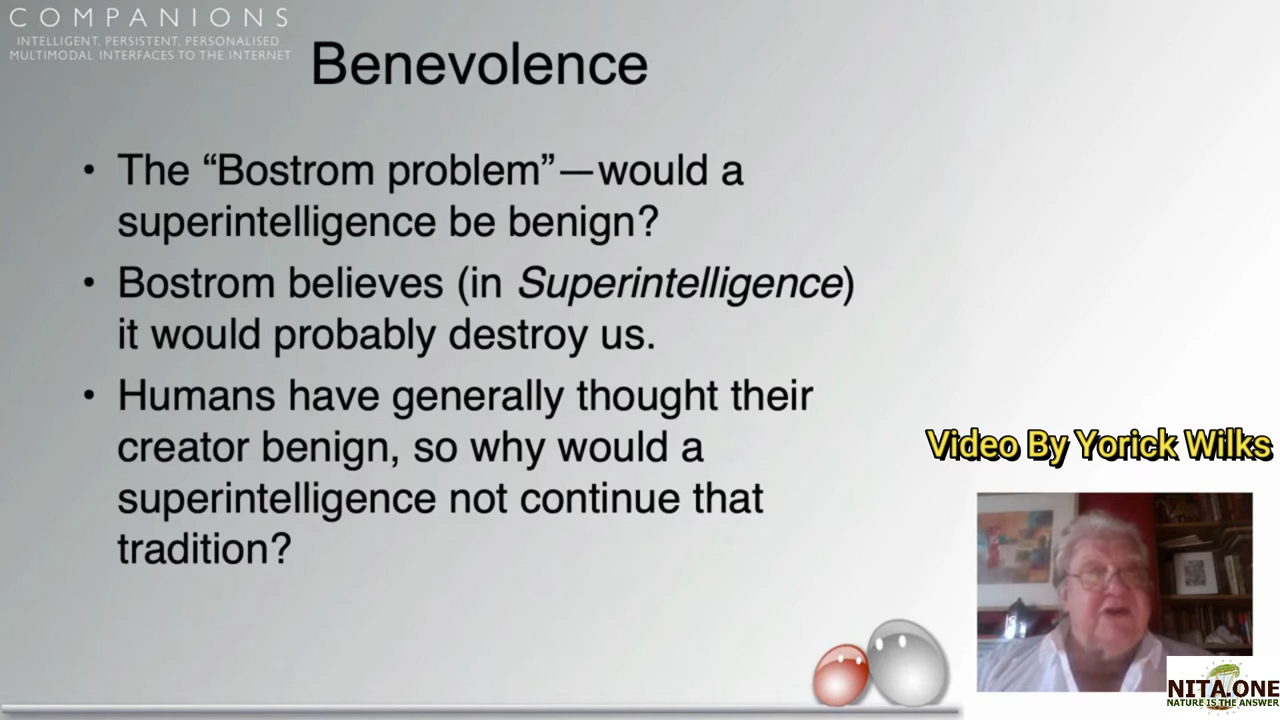 COMPANIONS
INTELLIGENT, PERSISTENT, PERSONALISED
MULTIMODAL INTERFACES TO THE INTERNET
Benevolence
• The “Bostrom problem”—would a
superintelligence be benign?
• Bostrom believes (in Superintelligence)
it would probably destroy us.
• Humans have generally thought their
creator benign, so why would a
superintelligence not continue that
tradition?
Video By Yorick Wilks
NITA.ONE
NATURE IS THE ANSWER